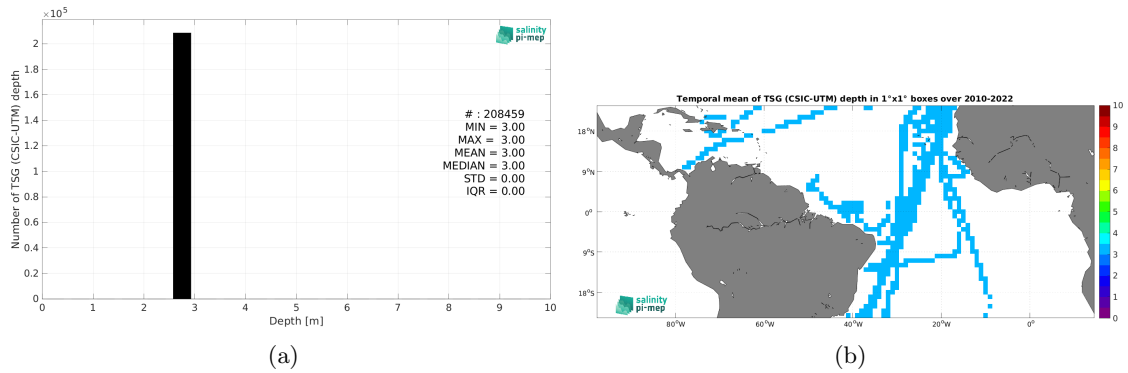 ×10⁵
2
1.8
1.6
1.4
1.2
1
0.8
0.6
0.4
0.2
0
Number of TSG (CSIC-UTM) depth
salinity
pi-mep
# : 208459
MIN = 3.00
MAX = 3.00
MEAN = 3.00
MEDIAN = 3.00
STD = 0.00
IQR = 0.00
0 1 2 3 4 5 6 7 8 9 10
Depth [m]
(a)
Temporal mean of TSG (CSIC-UTM) depth in 1°x1° boxes over 2010-2022
18°N
9°N
0°
9°S
18°S
80°W 60°W 40°W 20°W 0°
salinity
pi-mep
10
9
8
7
6
5
4
3
2
1
0
(b)